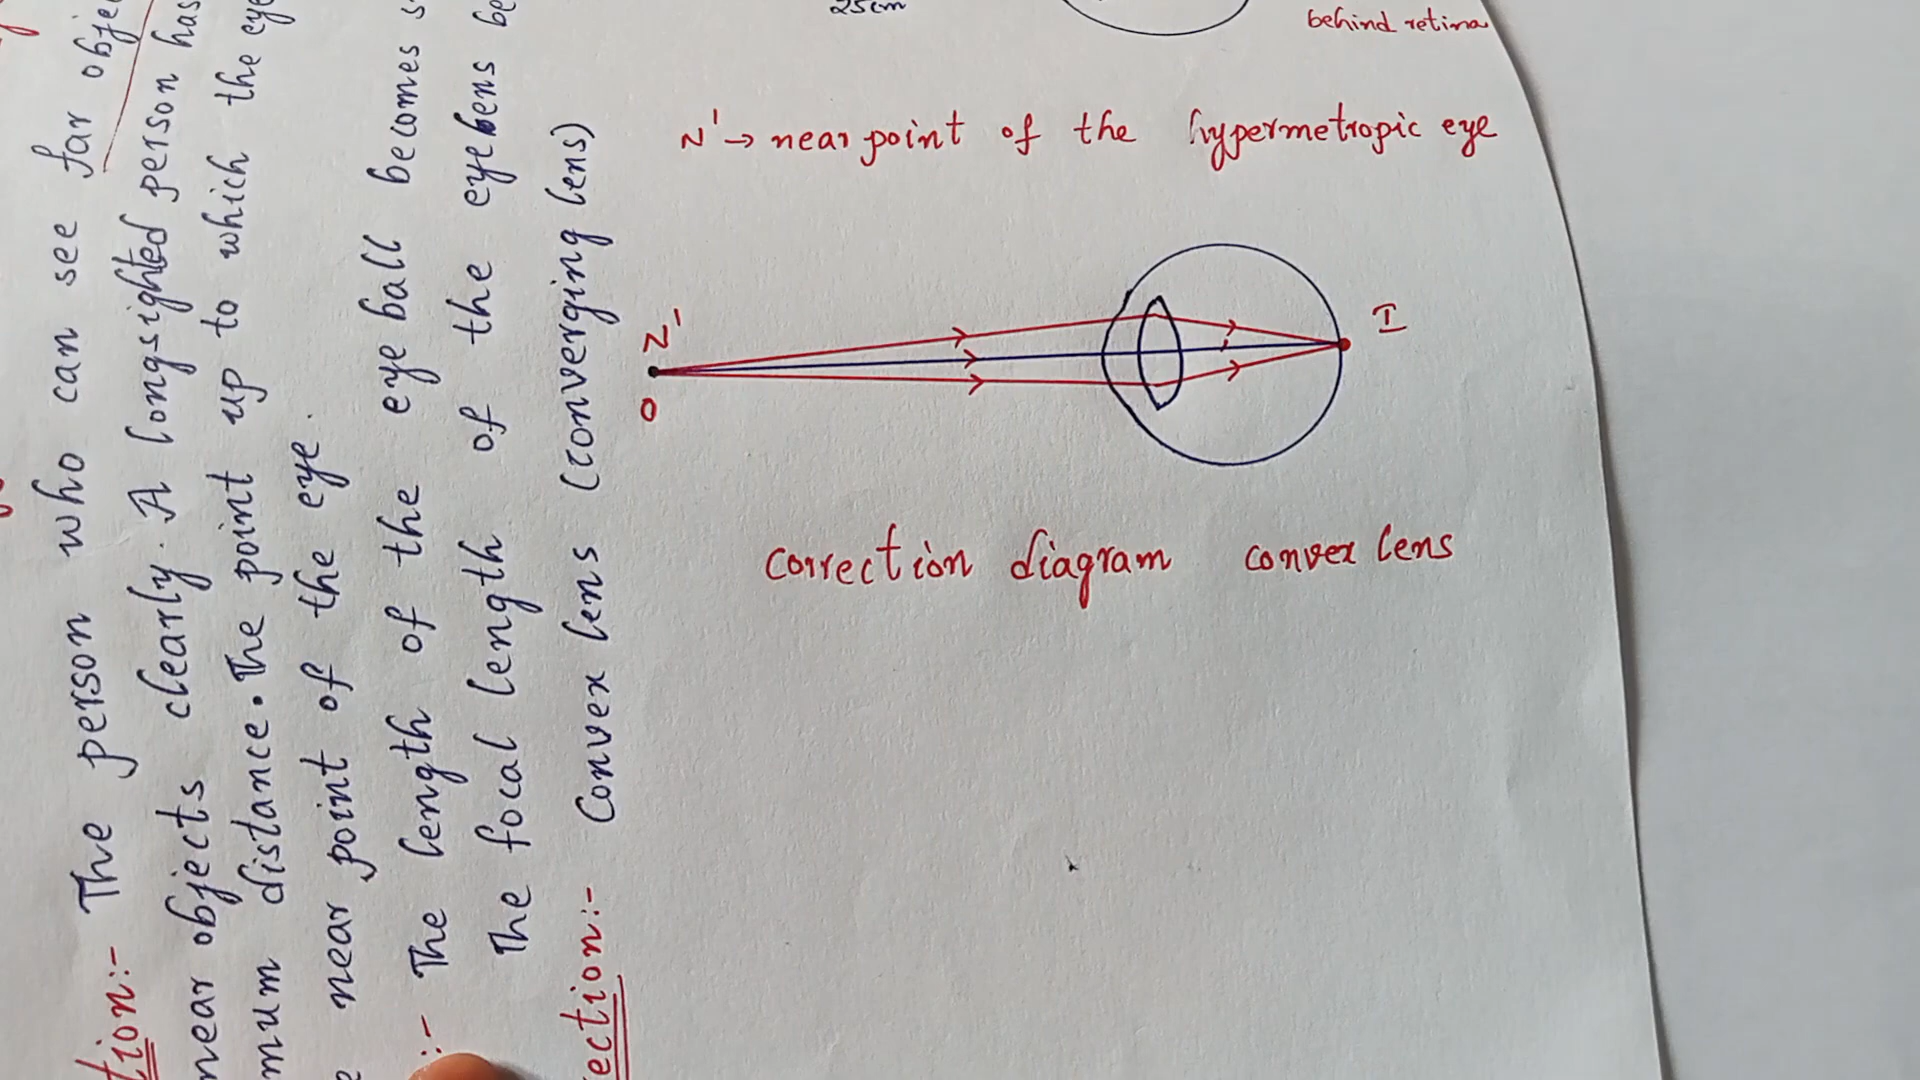 25cm
behind retina
N' → near point of the hypermetropic eye
N'
O
I
correction diagram convex lens
tion:- The person who can see far obje
near objects clearly. A longsighted person has
mum distance. The point up to which the eye
near point of the eye.
:- The length of the eye ball becomes s
The focal length of the eyelens be
ection:- Convex lens (converging lens)